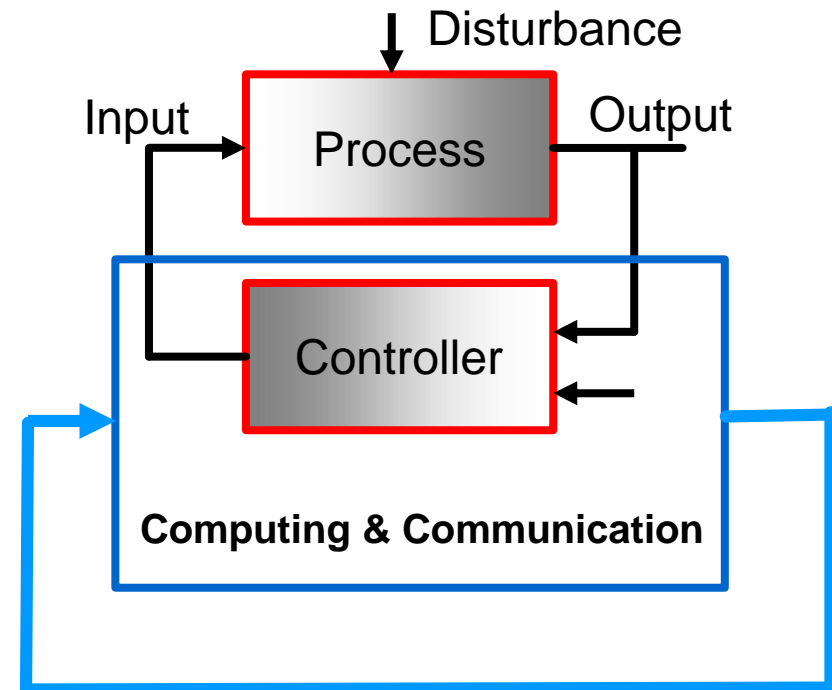 Disturbance
Input
Output
Process
Controller
Computing & Communication